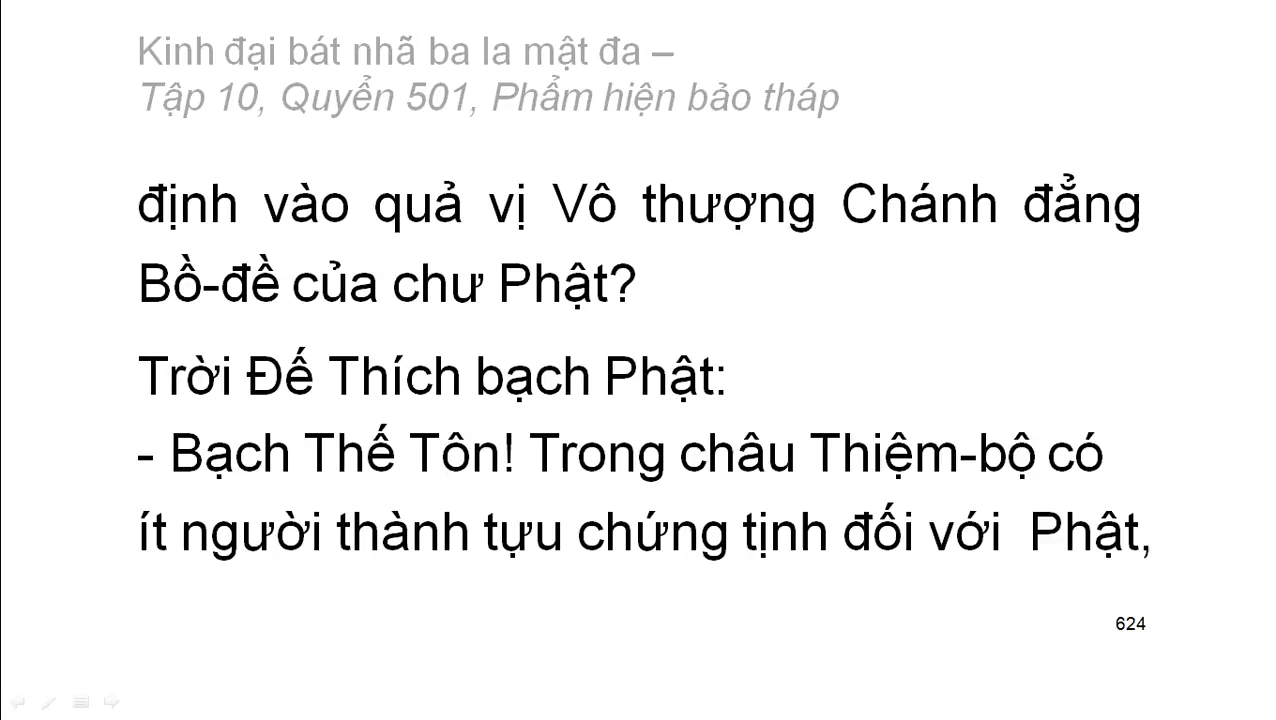 Kinh đại bát nhã ba la mật đa –
Tập 10, Quyển 501, Phẩm hiện bảo tháp
định vào quả vị Vô thượng Chánh đẳng
Bồ-đề của chư Phật?
Trời Đế Thích bạch Phật:
- Bạch Thế Tôn! Trong châu Thiệm-bộ có
ít người thành tựu chứng tịnh đối với Phật,
624